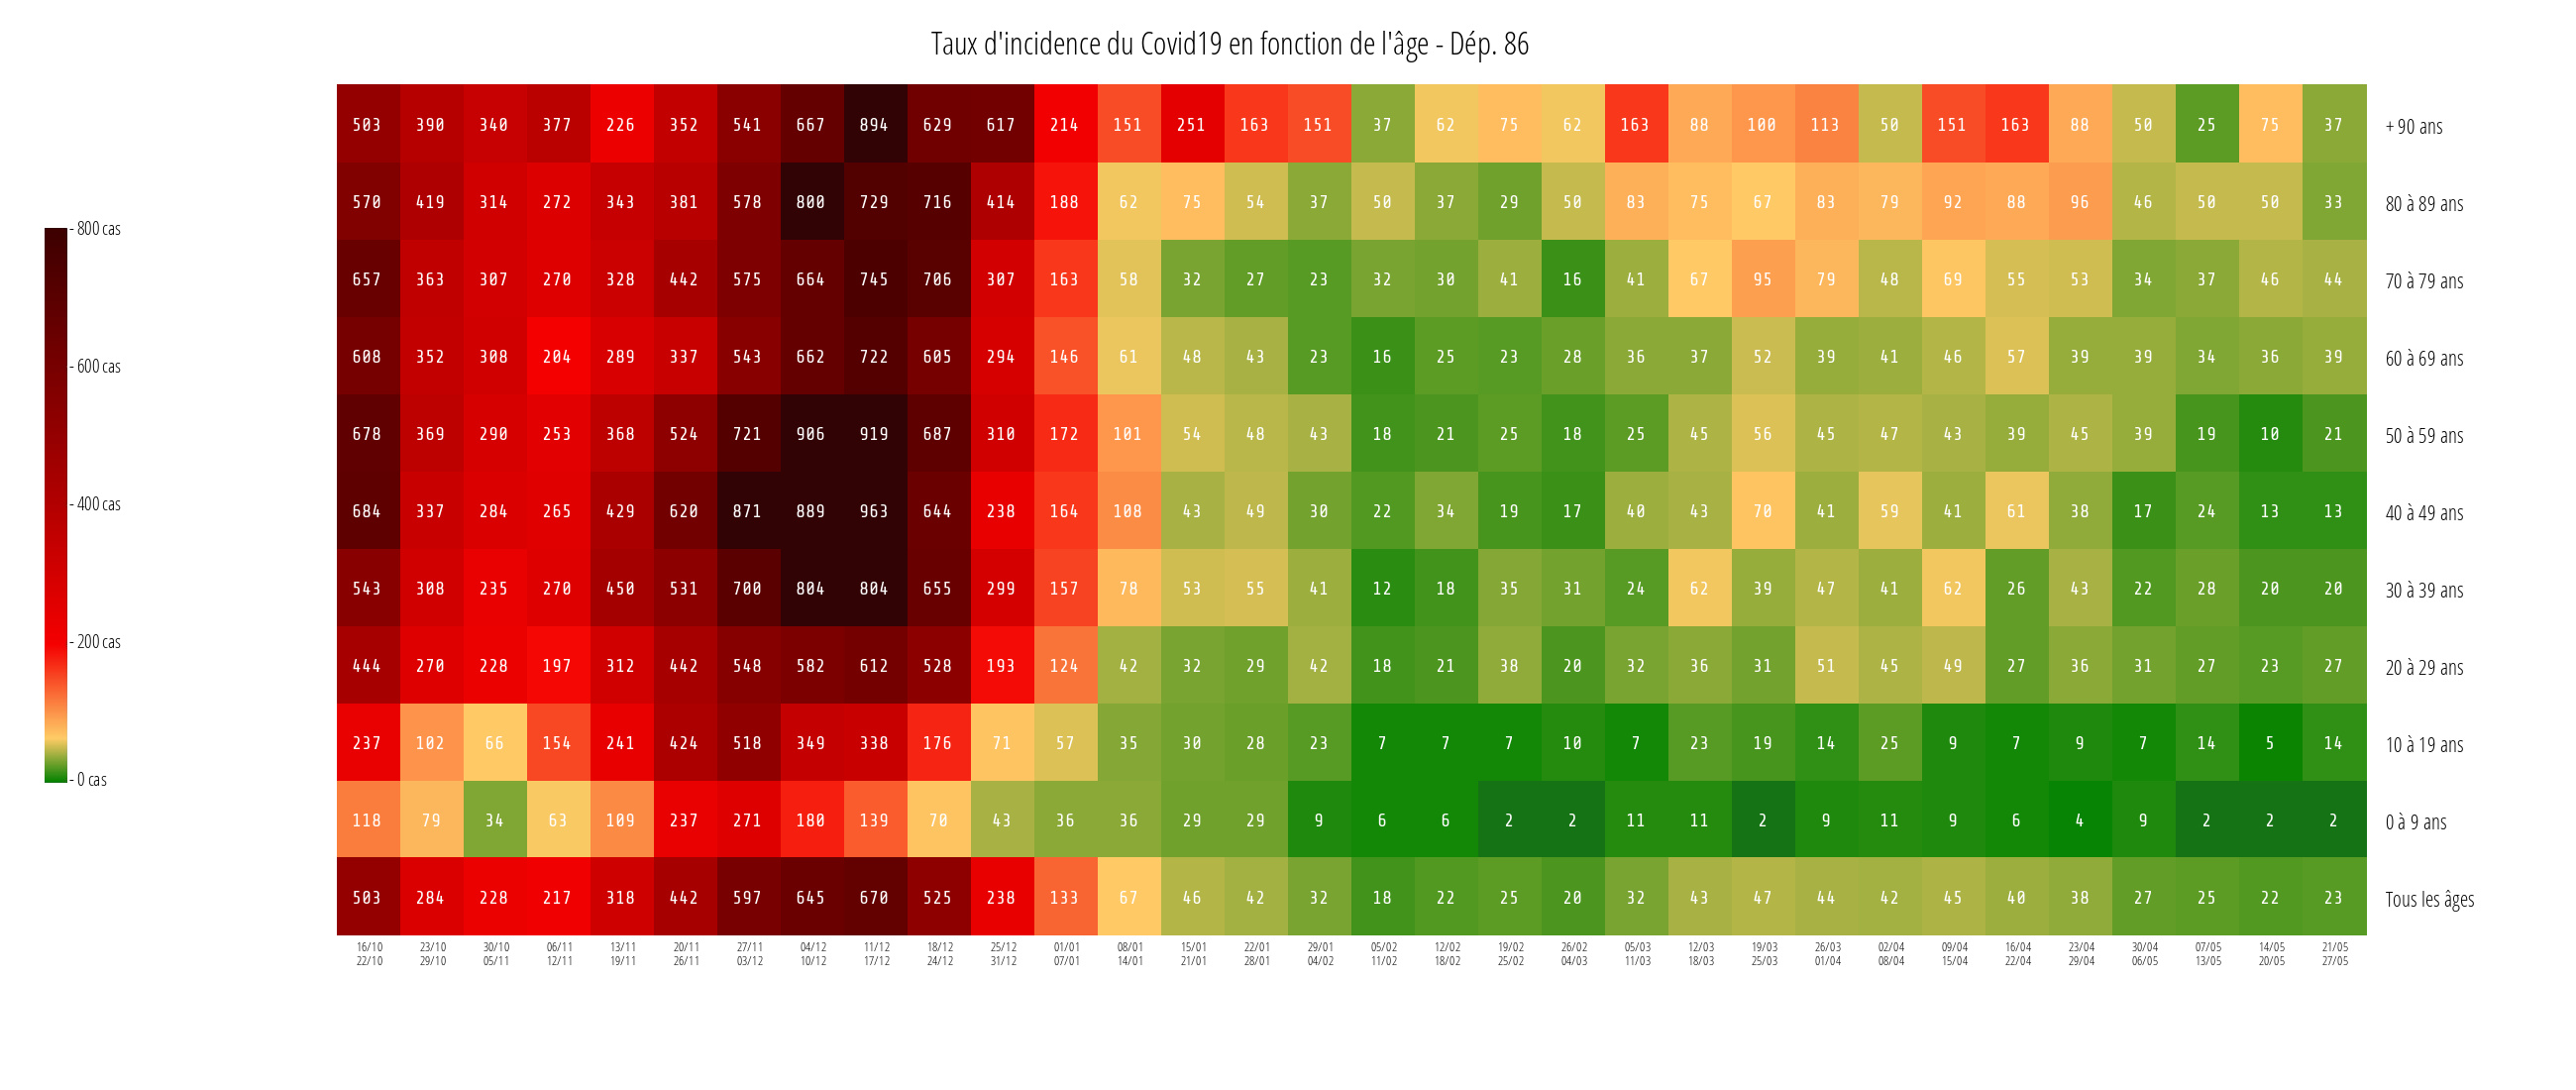 Taux d'incidence du Covid19 en fonction de l'âge - Dép. 86
- 800 cas
- 600 cas
- 400 cas
- 200 cas
- 0 cas
503 390 340 377 226 352 541 667 894 629 617 214 151 251 163 151 37 62 75 62 163 88 100 113 50 151 163 88 50 25 75 37 + 90 ans
570 419 314 272 343 381 578 800 729 716 414 188 62 75 54 37 50 37 29 50 83 75 67 83 79 92 88 96 46 50 50 33 80 à 89 ans
657 363 307 270 328 442 575 664 745 706 307 163 58 32 27 23 32 30 41 16 41 67 95 79 48 69 55 53 34 37 46 44 70 à 79 ans
608 352 308 204 289 337 543 662 722 605 294 146 61 48 43 23 16 25 23 28 36 37 52 39 41 46 57 39 39 34 36 39 60 à 69 ans
678 369 290 253 368 524 721 906 919 687 310 172 101 54 48 43 18 21 25 18 25 45 56 45 47 43 39 45 39 19 10 21 50 à 59 ans
684 337 284 265 429 620 871 889 963 644 238 164 108 43 49 30 22 34 19 17 40 43 70 41 59 41 61 38 17 24 13 13 40 à 49 ans
543 308 235 270 450 531 700 804 804 655 299 157 78 53 55 41 12 18 35 31 24 62 39 47 41 62 26 43 22 28 20 20 30 à 39 ans
444 270 228 197 312 442 548 582 612 528 193 124 42 32 29 42 18 21 38 20 32 36 31 51 45 49 27 36 31 27 23 27 20 à 29 ans
237 102 66 154 241 424 518 349 338 176 71 57 35 30 28 23 7 7 7 10 7 23 19 14 25 9 7 9 7 14 5 14 10 à 19 ans
118 79 34 63 109 237 271 180 139 70 43 36 36 29 29 9 6 6 2 2 11 11 2 9 11 9 6 4 9 2 2 2 0 à 9 ans
503 284 228 217 318 442 597 645 670 525 238 133 67 46 42 32 18 22 25 20 32 43 47 44 42 45 40 38 27 25 22 23 Tous les âges
16/10 23/10 30/10 06/11 13/11 20/11 27/11 04/12 11/12 18/12 25/12 01/01 08/01 15/01 22/01 29/01 05/02 12/02 19/02 26/02 05/03 12/03 19/03 26/03 02/04 09/04 16/04 23/04 30/04 07/05 14/05 21/05
22/10 29/10 05/11 12/11 19/11 26/11 03/12 10/12 17/12 24/12 31/12 07/01 14/01 21/01 28/01 04/02 11/02 18/02 25/02 04/03 11/03 18/03 25/03 01/04 08/04 15/04 22/04 29/04 06/05 13/05 20/05 27/05